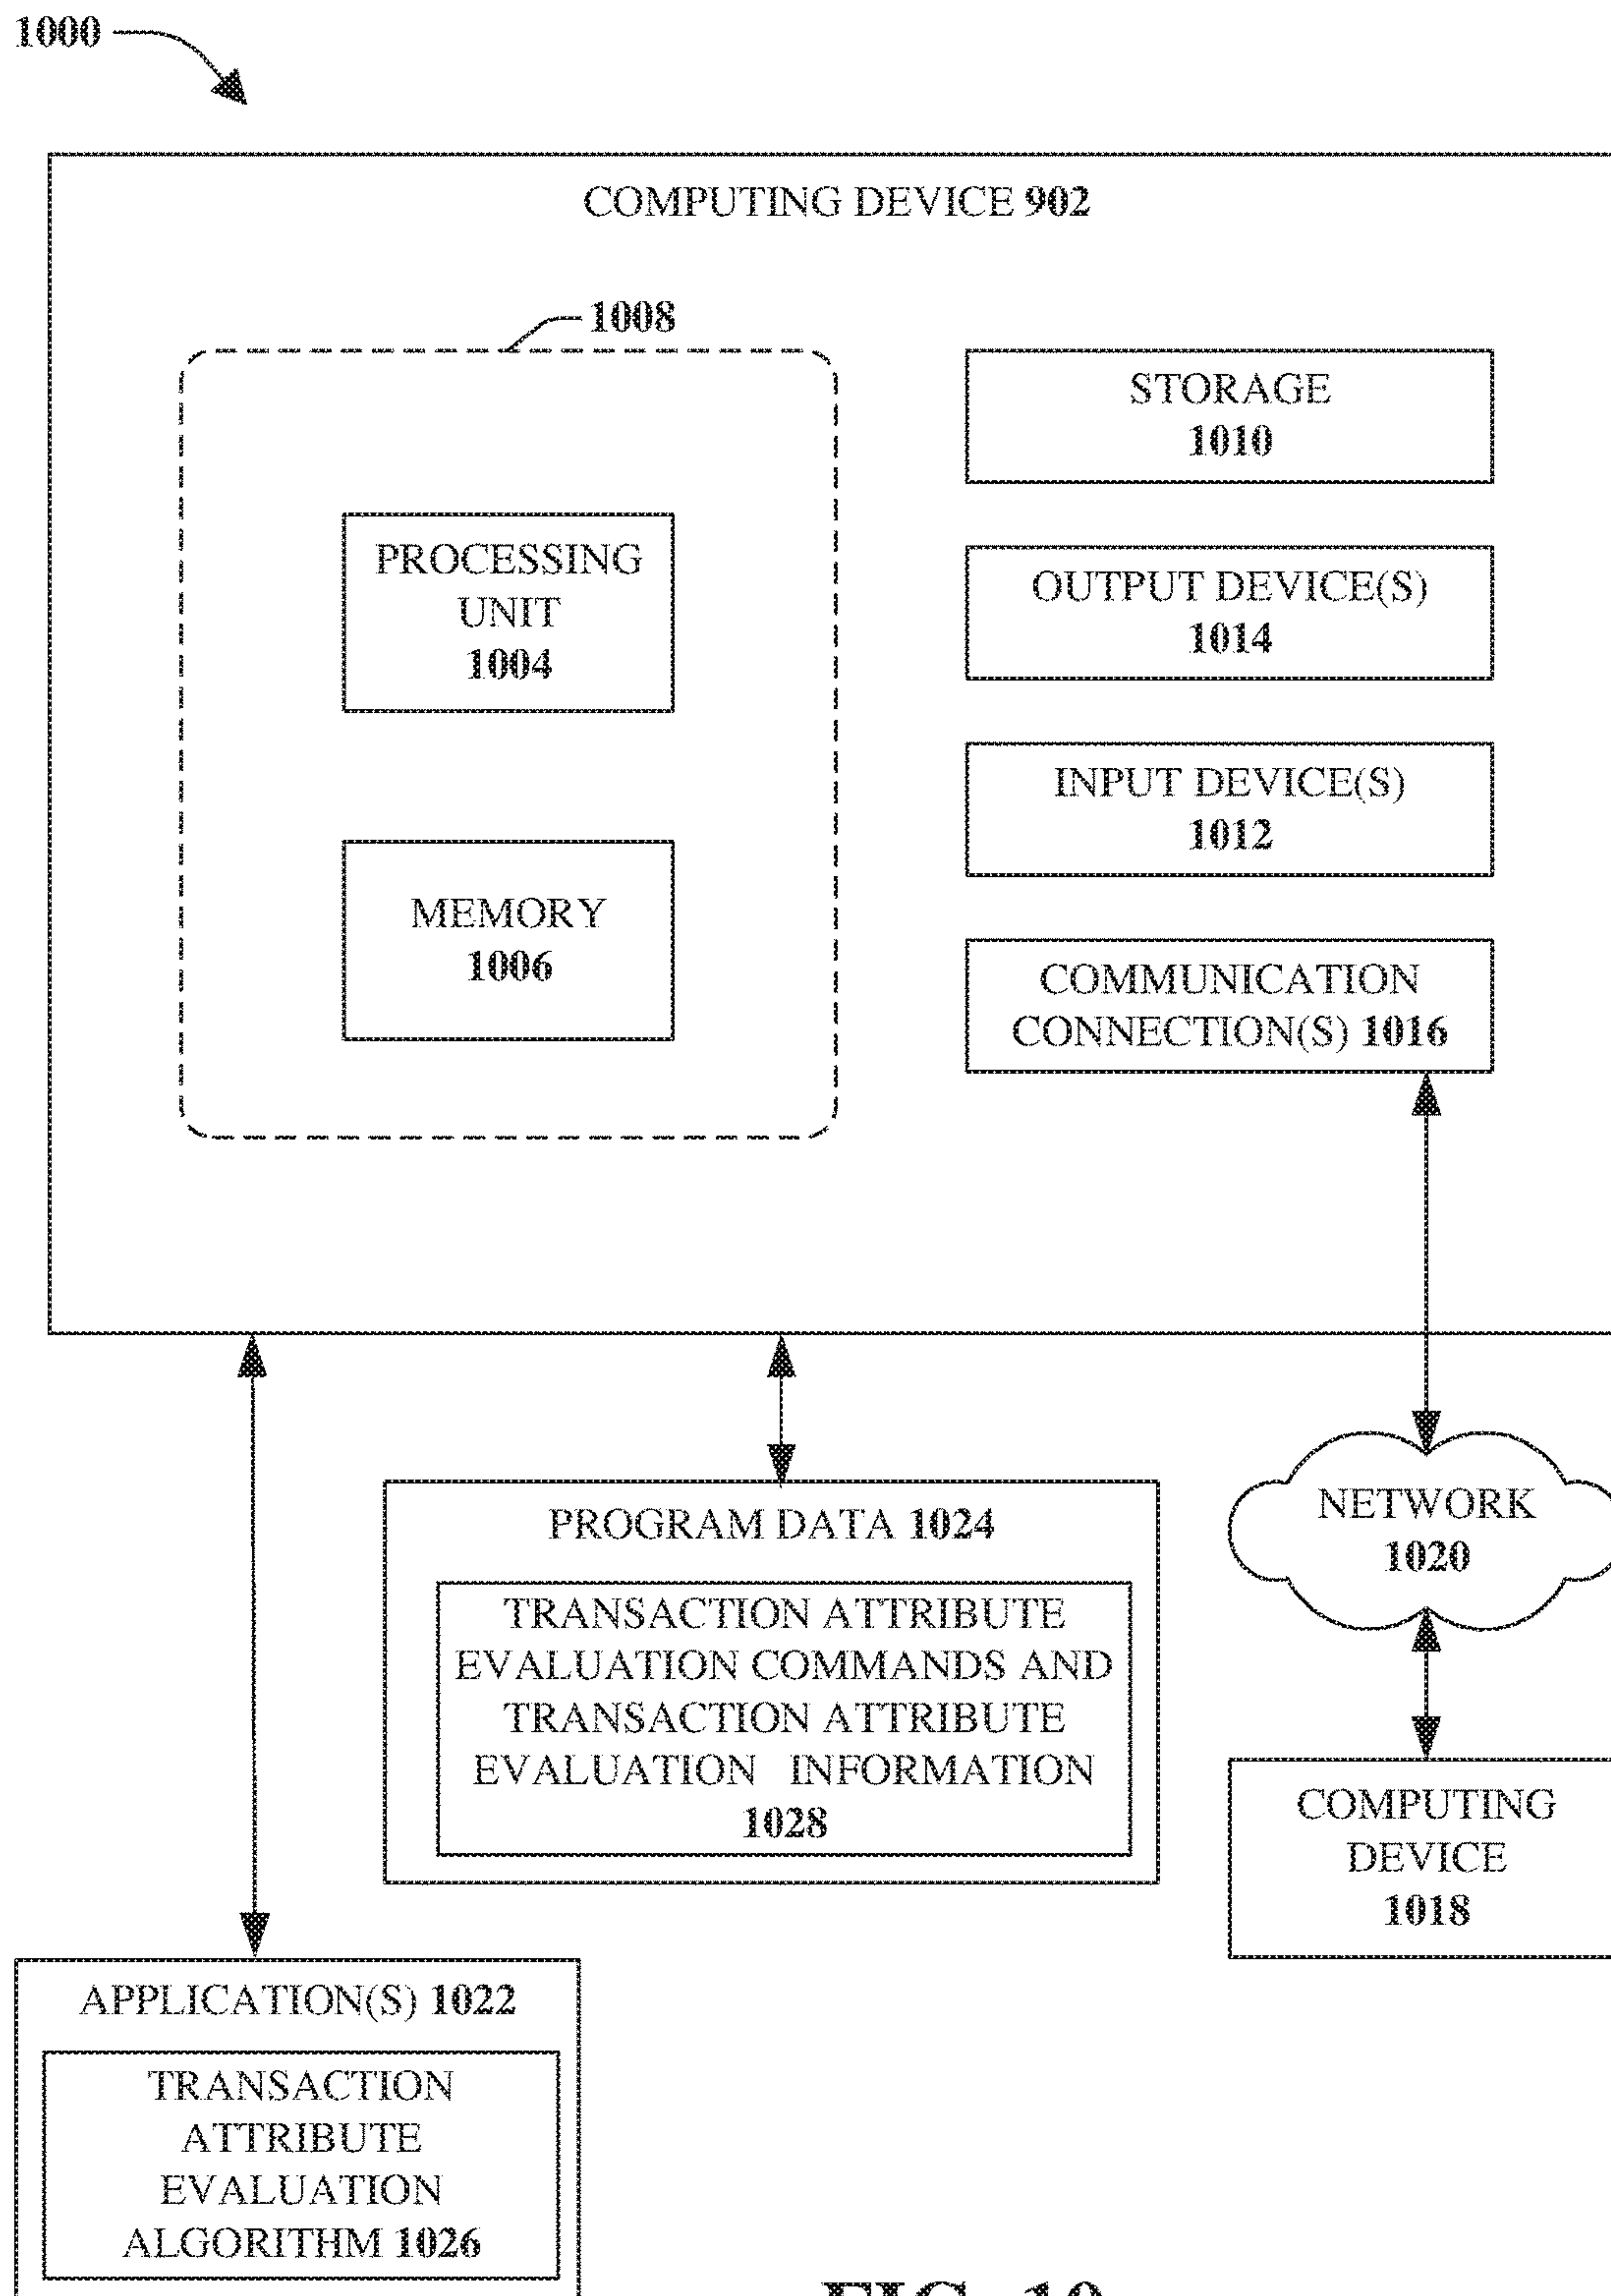 1000
COMPUTING DEVICE 902
1008
PROCESSING
UNIT
1004
MEMORY
1006
STORAGE
1010
OUTPUT DEVICE(S)
1014
INPUT DEVICE(S)
1012
COMMUNICATION
CONNECTION(S) 1016
PROGRAM DATA 1024
TRANSACTION ATTRIBUTE
EVALUATION COMMANDS AND
TRANSACTION ATTRIBUTE
EVALUATION INFORMATION
1028
NETWORK
1020
COMPUTING
DEVICE
1018
APPLICATION(S) 1022
TRANSACTION
ATTRIBUTE
EVALUATION
ALGORITHM 1026
FIG. 10